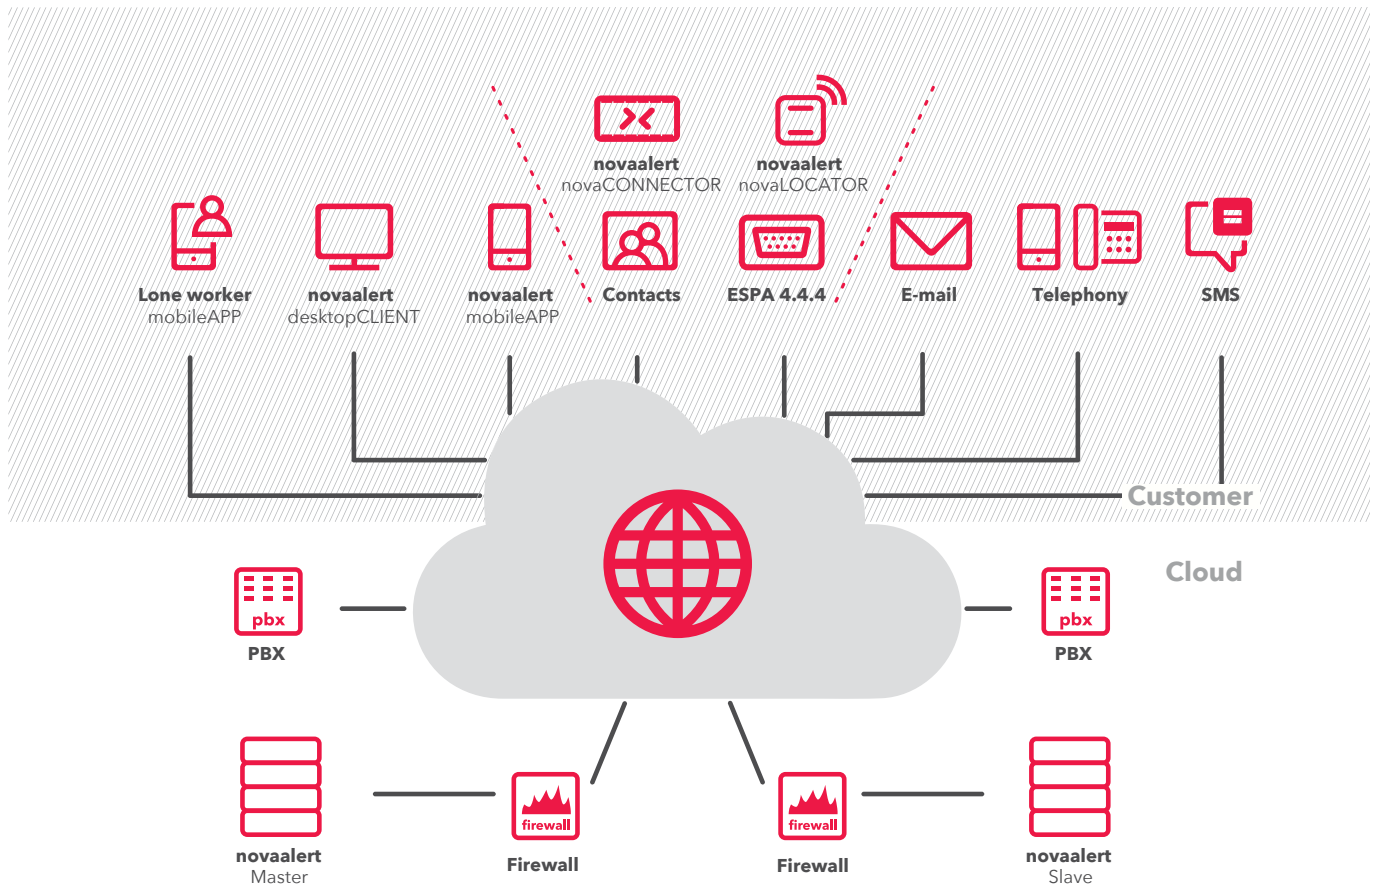 novaalert
novaCONNECTOR
novaalert
novaLOCATOR
Lone worker
mobileAPP
novaalert
desktopCLIENT
novaalert
mobileAPP
Contacts
ESPA 4.4.4
E-mail
Telephony
SMS
Customer
Cloud
pbx
PBX
pbx
PBX
novaalert
Master
firewall
Firewall
firewall
Firewall
novaalert
Slave